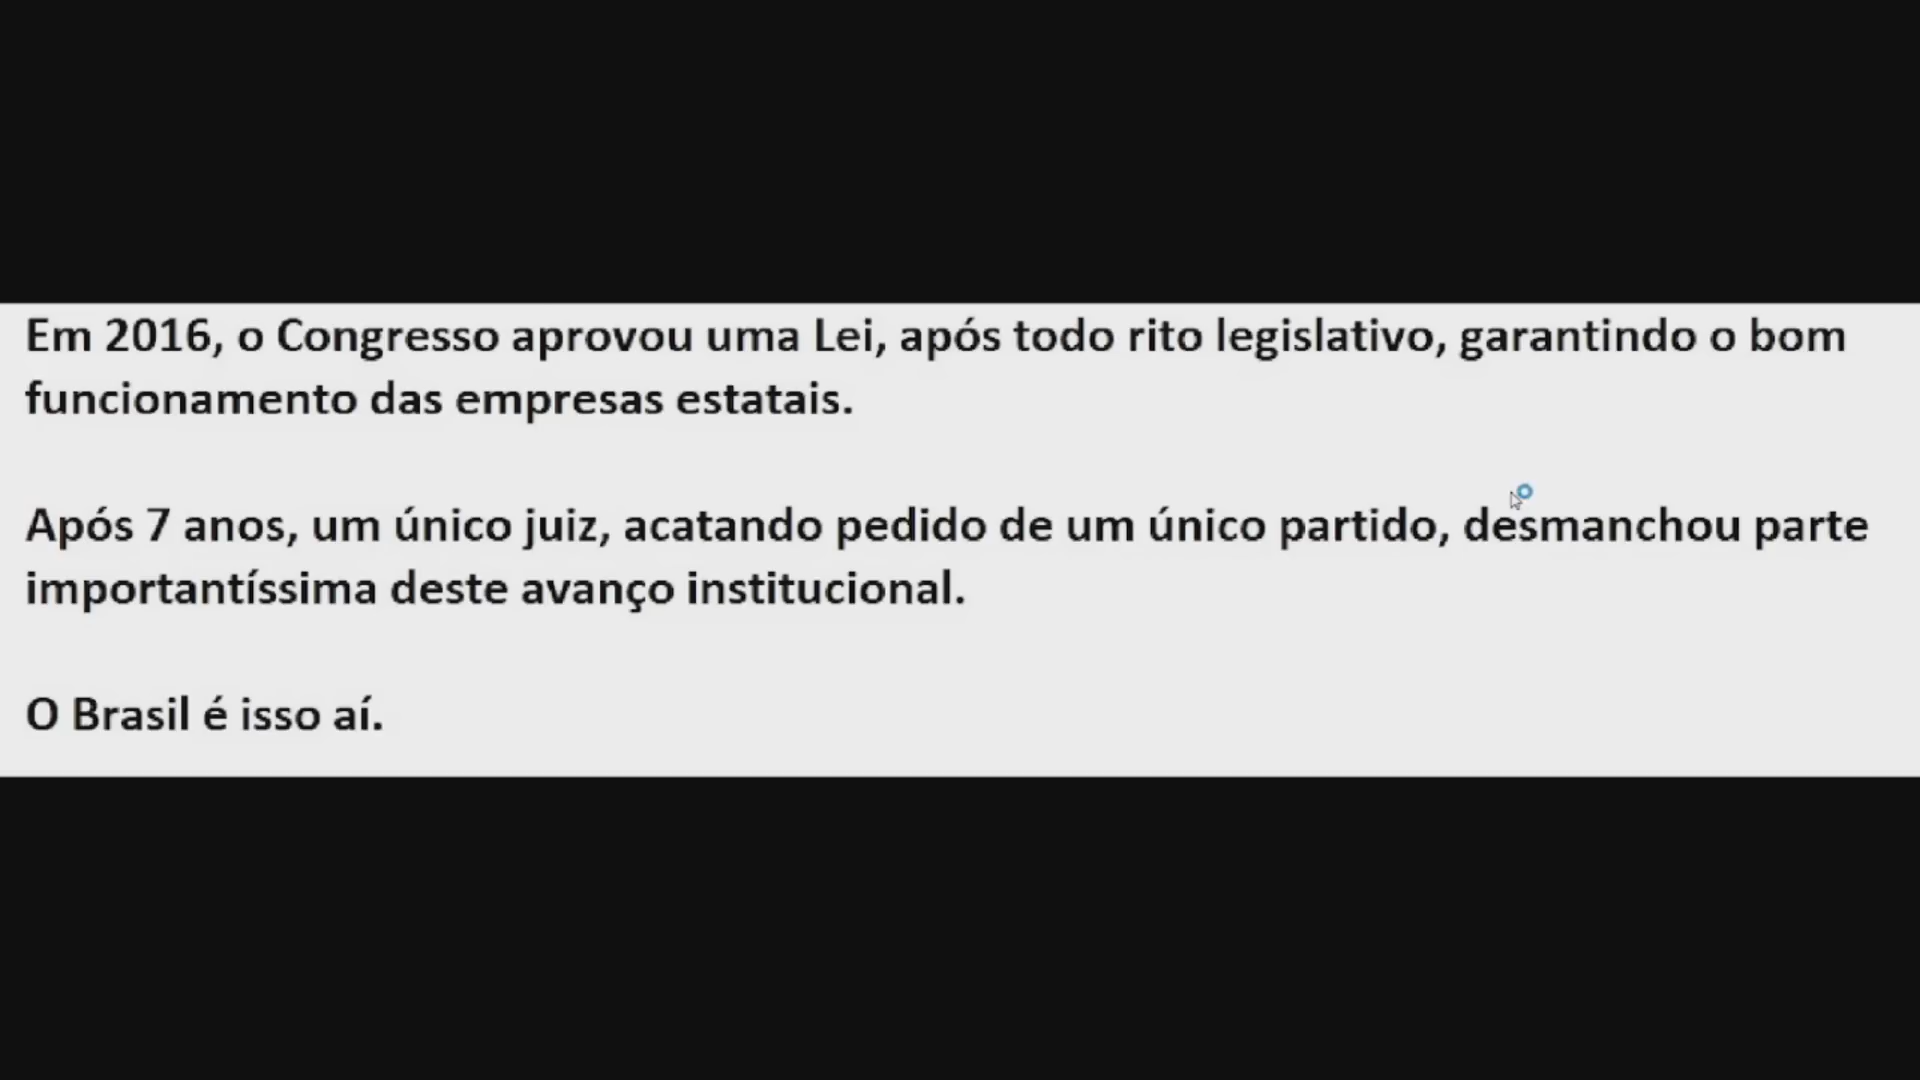 Em 2016, o Congresso aprovou uma Lei, após todo rito legislativo, garantindo o bom
funcionamento das empresas estatais.
Após 7 anos, um único juiz, acatando pedido de um único partido, desmanchou parte
importantíssima deste avanço institucional.
O Brasil é isso aí.